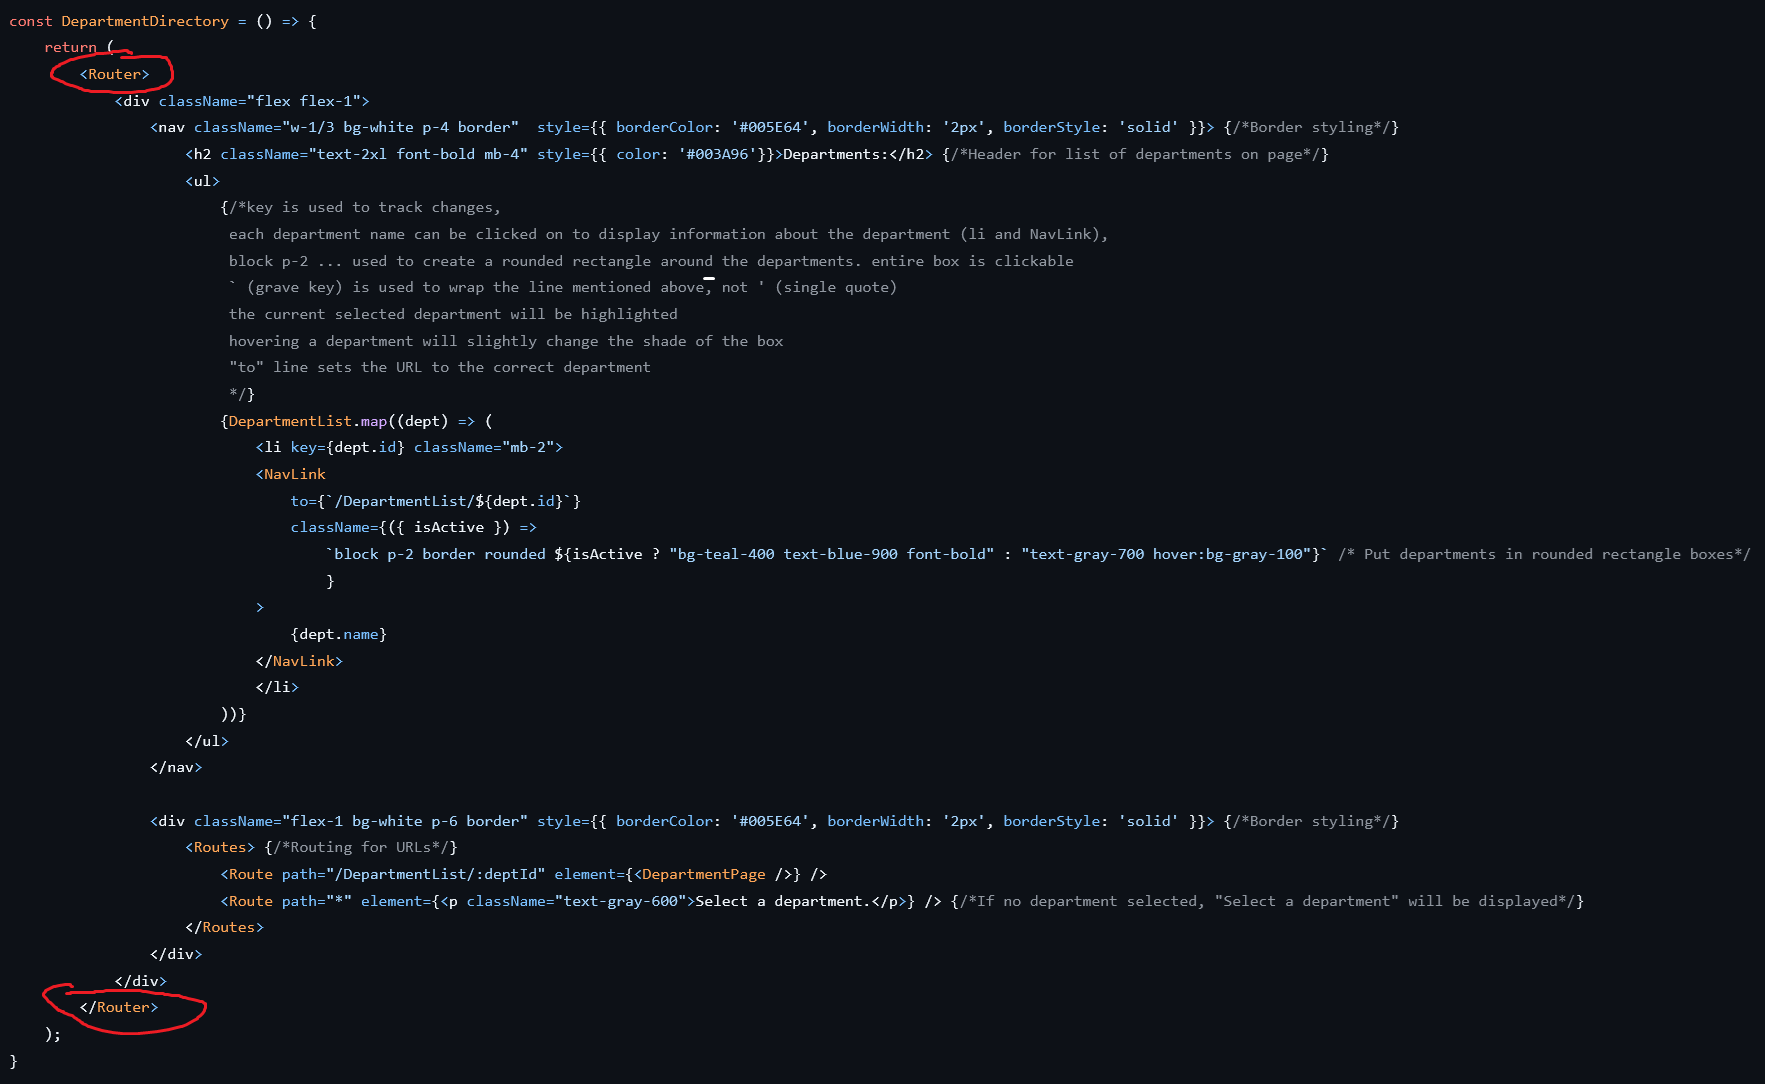 const DepartmentDirectory = () => {
    return (
        <Router>
            <div className="flex flex-1">
                <nav className="w-1/3 bg-white p-4 border"  style={{ borderColor: '#005E64', borderWidth: '2px', borderStyle: 'solid' }}> {/*Border styling*/}
                    <h2 className="text-2xl font-bold mb-4" style={{ color: '#003A96'}}>Departments:</h2> {/*Header for list of departments on page*/}
                    <ul>
                        {/*key is used to track changes,
                         each department name can be clicked on to display information about the department (li and NavLink),
                         block p-2 ... used to create a rounded rectangle around the departments. entire box is clickable
                         ` (grave key) is used to wrap the line mentioned above, not ' (single quote)
                         the current selected department will be highlighted
                         hovering a department will slightly change the shade of the box
                         "to" line sets the URL to the correct department
                         */}
                        {DepartmentList.map((dept) => (
                            <li key={dept.id} className="mb-2">
                            <NavLink
                                to={`/DepartmentList/${dept.id}`}
                                className={({ isActive }) =>
                                    `block p-2 border rounded ${isActive ? "bg-teal-400 text-blue-900 font-bold" : "text-gray-700 hover:bg-gray-100"}` /* Put departments in rounded rectangle boxes*/
                                    }
                            >
                                {dept.name}
                            </NavLink>
                            </li>
                        ))}
                    </ul>
                </nav>

                <div className="flex-1 bg-white p-6 border" style={{ borderColor: '#005E64', borderWidth: '2px', borderStyle: 'solid' }}> {/*Border styling*/}
                    <Routes> {/*Routing for URLs*/}
                        <Route path="/DepartmentList/:deptId" element={<DepartmentPage />} />
                        <Route path="*" element={<p className="text-gray-600">Select a department.</p>} /> {/*If no department selected, "Select a department" will be displayed*/}
                    </Routes>
                </div>
            </div>
        </Router>
    );
}